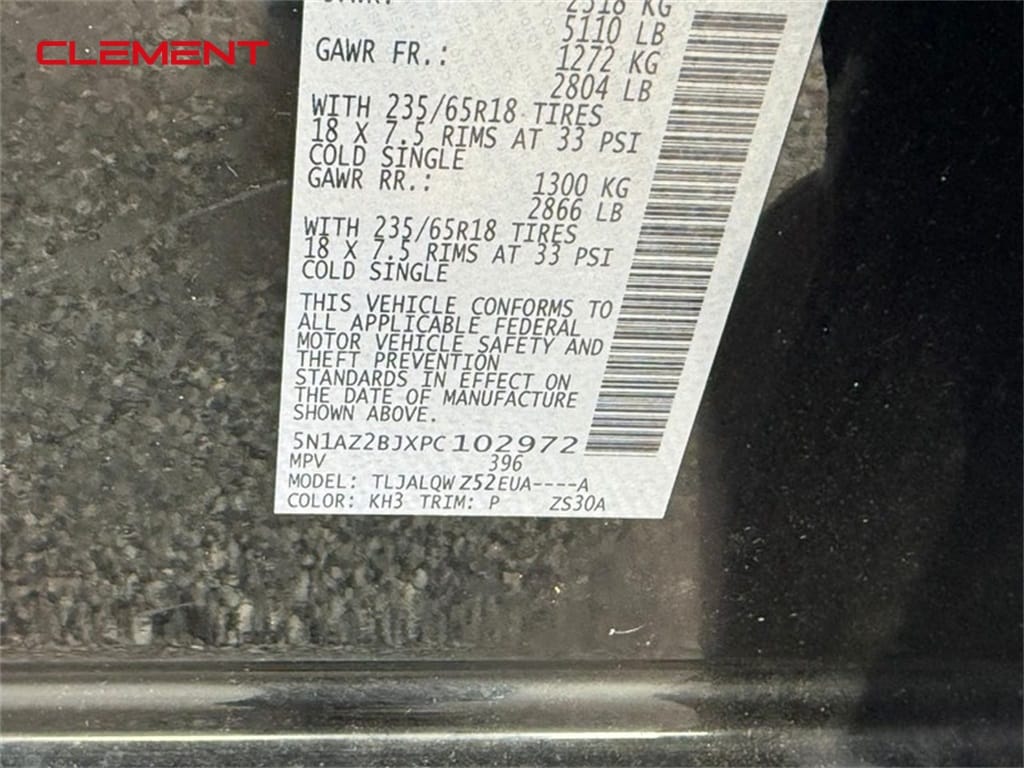 CLEMENT
2318 KG
5110 LB
GAWR FR.: 1272 KG
2804 LB
WITH 235/65R18 TIRES
18 X 7.5 RIMS AT 33 PSI
COLD SINGLE
GAWR RR.: 1300 KG
2866 LB
WITH 235/65R18 TIRES
18 X 7.5 RIMS AT 33 PSI
COLD SINGLE
THIS VEHICLE CONFORMS TO
ALL APPLICABLE FEDERAL
MOTOR VEHICLE SAFETY AND
THEFT PREVENTION
STANDARDS IN EFFECT ON
THE DATE OF MANUFACTURE
SHOWN ABOVE.
5N1AZ2BJXPC102972
MPV 396
MODEL: TLJALQW Z52EUA----A
COLOR: KH3 TRIM: P ZS30A